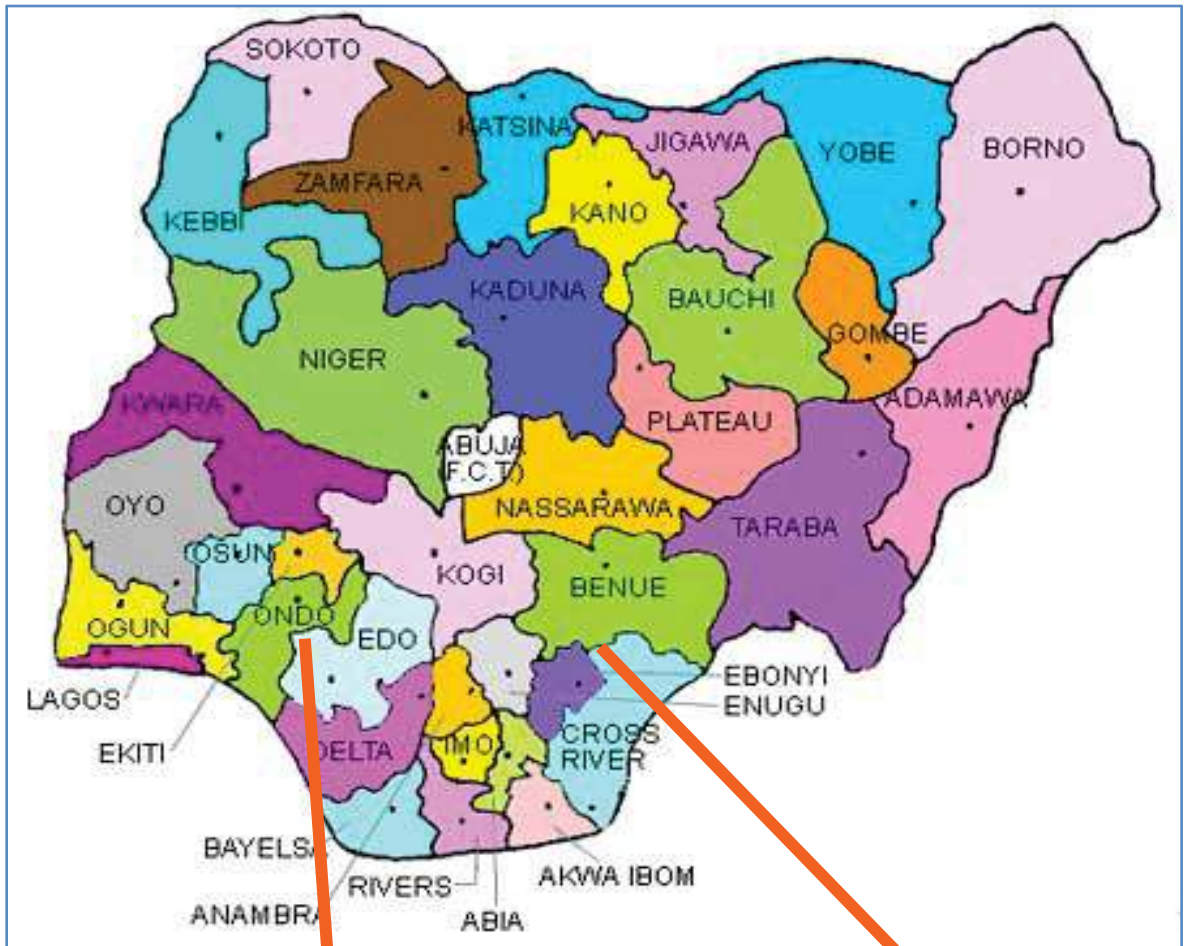 SOKOTO
KATSINA
JIGAWA
YOBE
BORNO
ZAMFARA
KANO
KEBBI
KADUNA
BAUCHI
GOMBE
NIGER
ADAMAWA
KWARA
PLATEAU
ABUJA
(F.C.T.)
OYO
NASSARAWA
TARABA
OSUN
KOGI
BENUE
OGUN
ONDO
EDO
EBONYI
LAGOS
ENUGU
EKITI
DELTA
IMO
CROSS
RIVER
BAYELSA
RIVERS
AKWA IBOM
ANAMBRA
ABIA